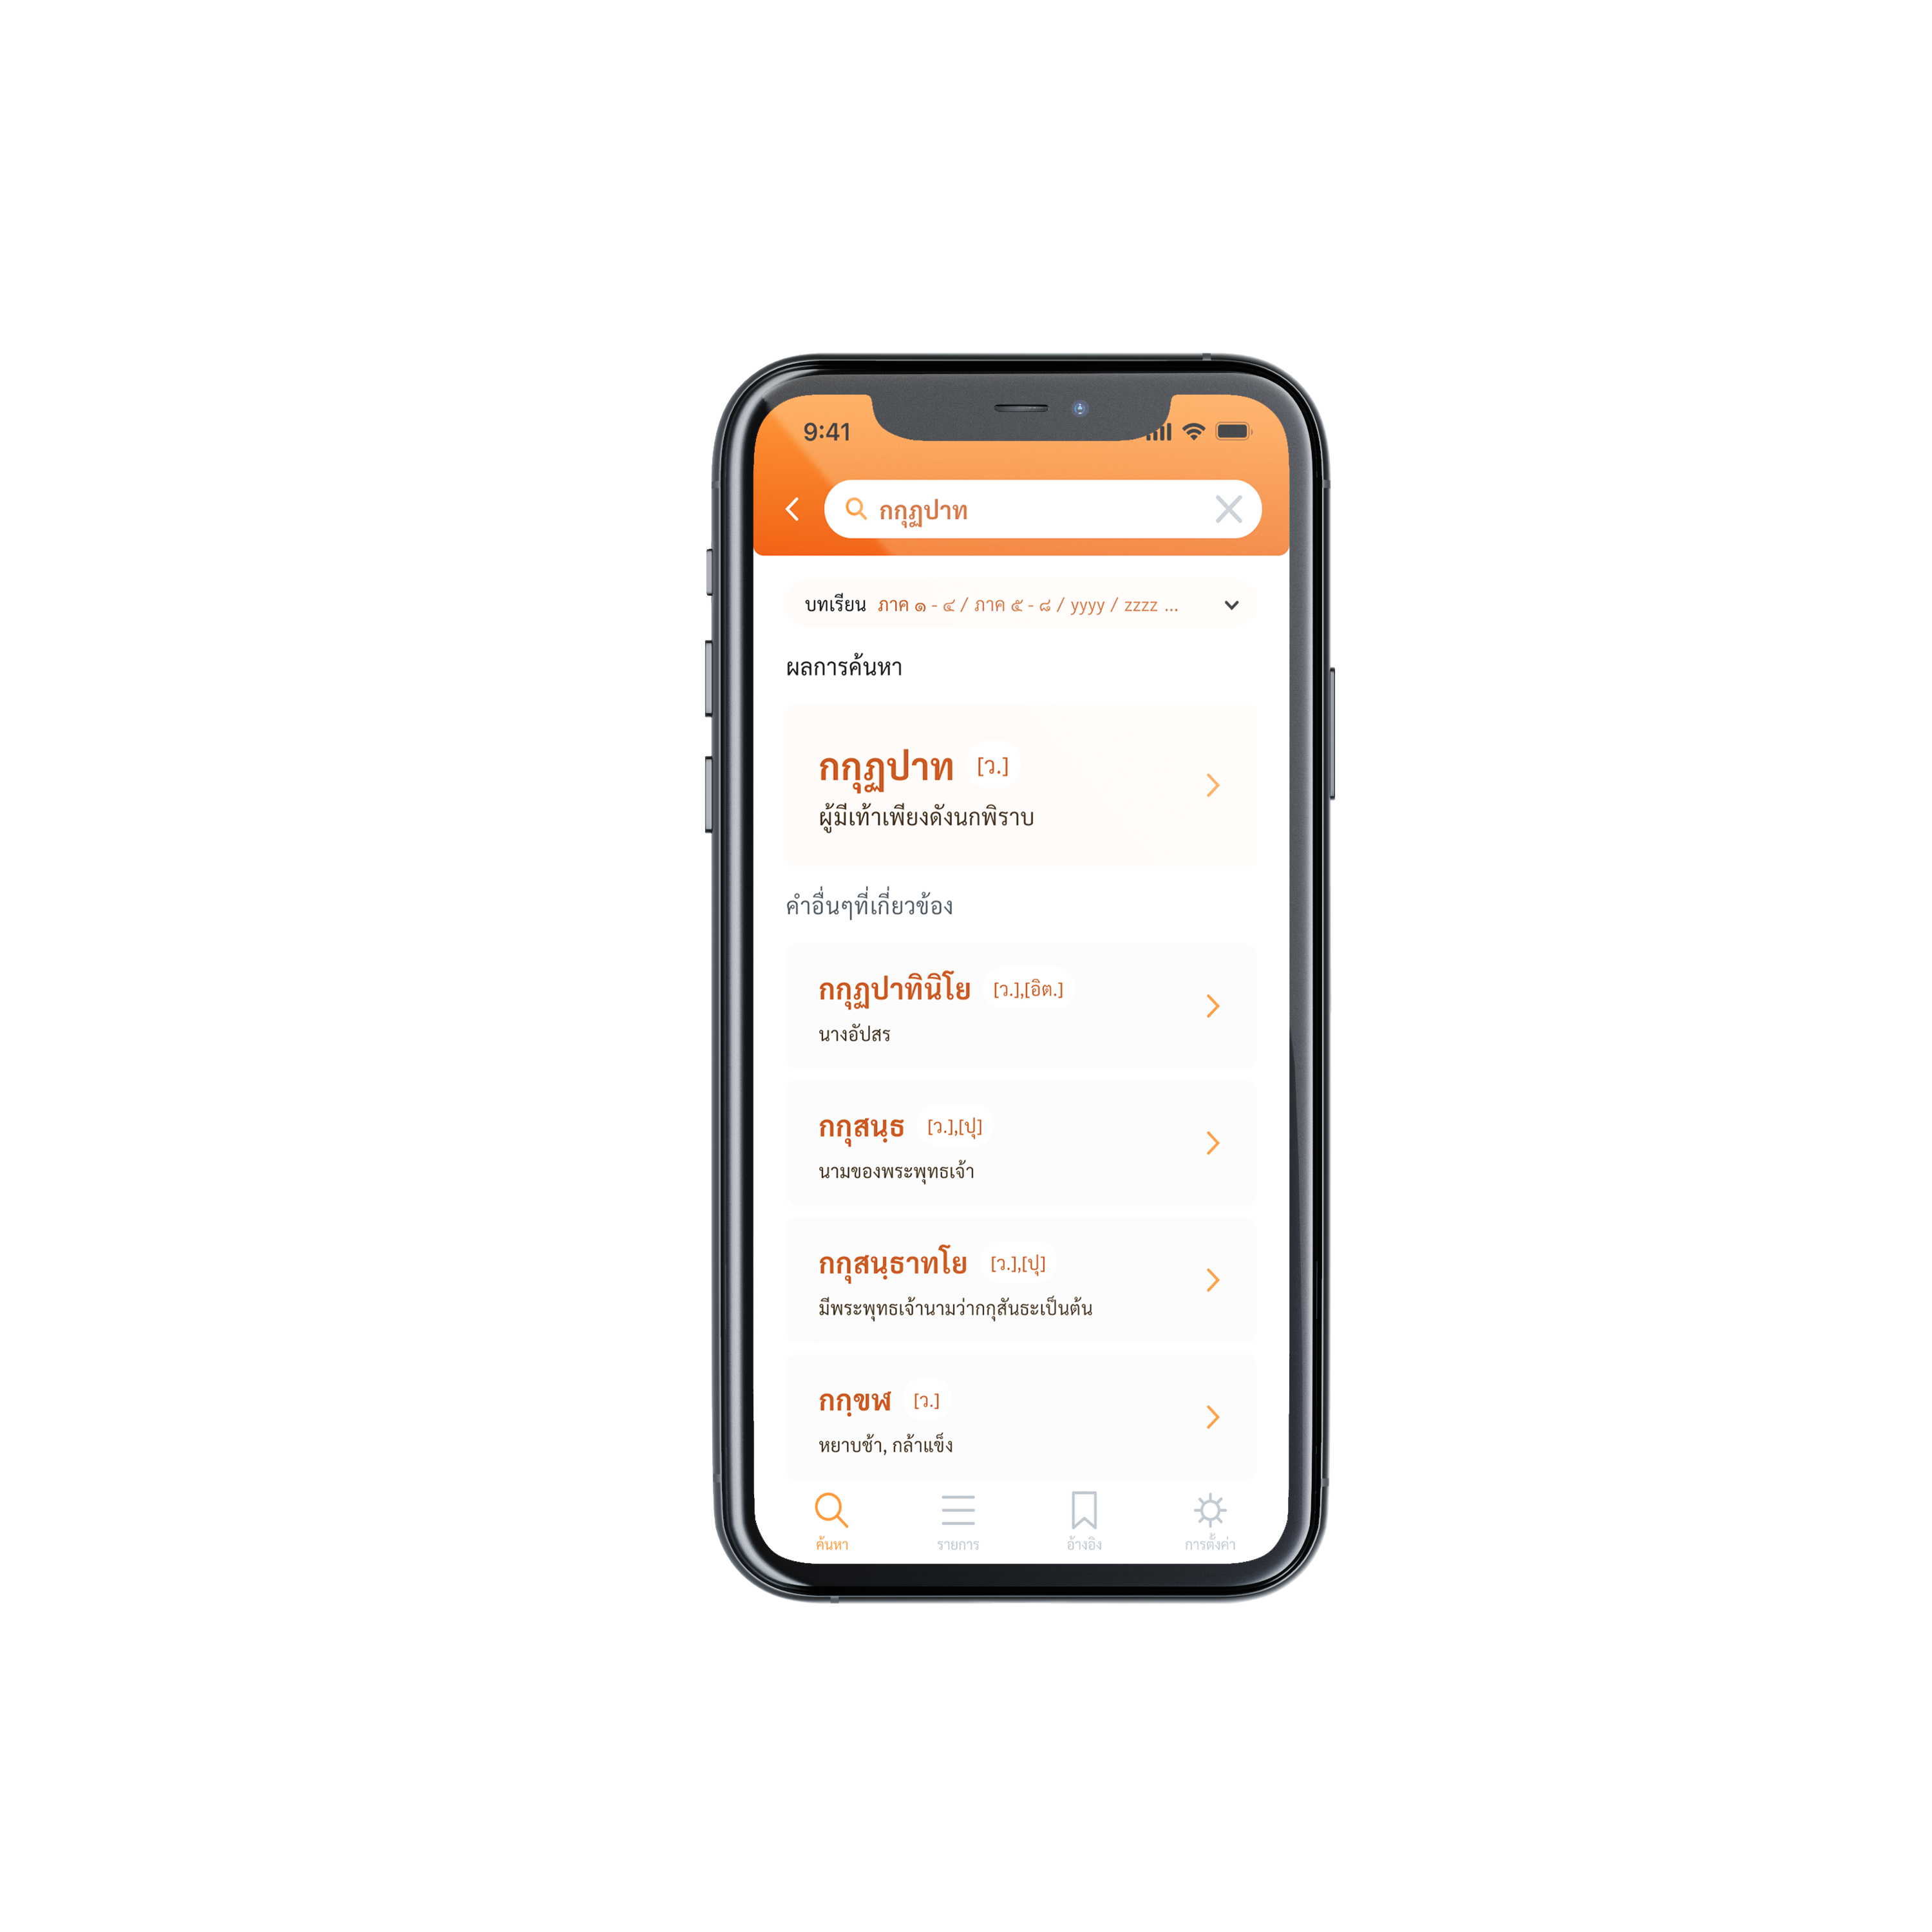 9:41
กกุฏปาท
บทเรียน ภาค ๑ - ๔ / ภาค ๕ - ๘ / yyyy / zzzz ...
ผลการค้นหา
กกุฏปาท [ว.]
ผู้มีเท้าเพียงดังนกพิราบ
คำอื่นๆที่เกี่ยวข้อง
กกุฏปาทินิโย [ว.],[อิต.]
นางอัปสร
กกุสนฺธ [ว.],[ปุ]
นามของพระพุทธเจ้า
กกุสนฺธาทโย [ว.],[ปุ]
มีพระพุทธเจ้านามว่ากกุสันธะเป็นต้น
กกฺขฬ [ว.]
หยาบช้า, กล้าแข็ง
ค้นหา รายการ อ้างอิง การตั้งค่า